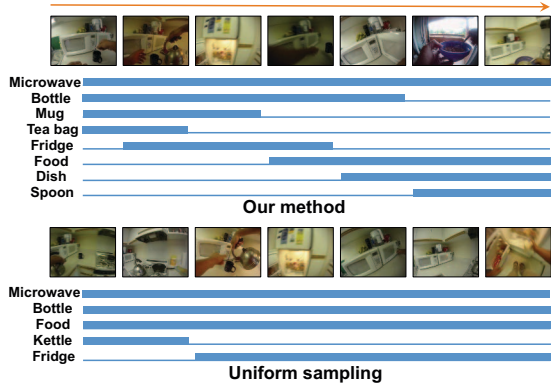 Microwave
Bottle
Mug
Tea bag
Fridge
Food
Dish
Spoon
Our method
Microwave
Bottle
Food
Kettle
Fridge
Uniform sampling